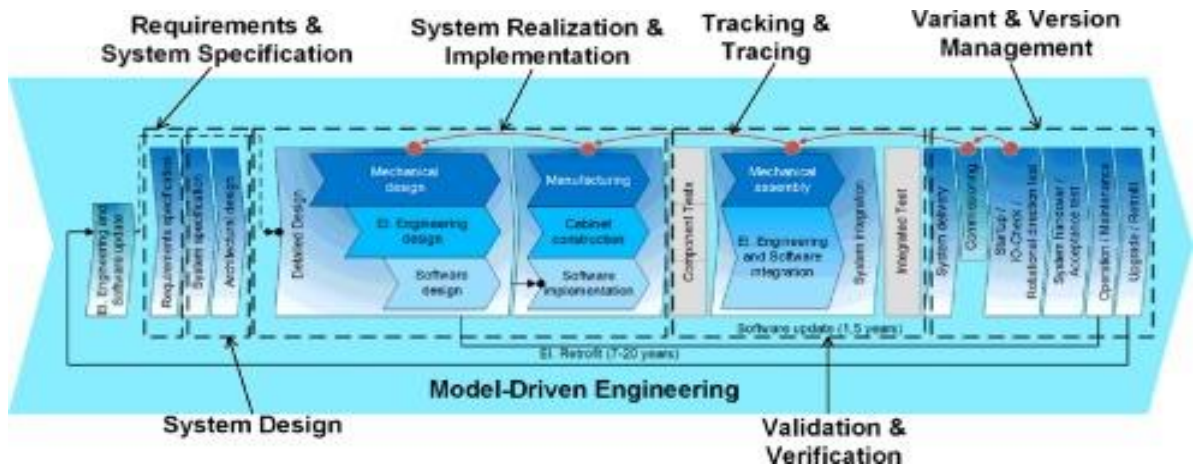 Requirements &
System Specification
System Realization &
Implementation
Tracking &
Tracing
Variant & Version
Management
El. Engineering and
Software update
Requirements specification
System specification
Architecture design
Detailed Design
Mechanical
design
El. Engineering
design
Software
design
Manufacturing
Cabinet
construction
Software
implementation
Component Tests
Mechanical
assembly
El. Engineering
and Software
integration
System integration
Integrated Test
System delivery
Commissioning
StartUp /
IO-Check /
Rotational direction test
System handover /
Acceptance test
Operation / Maintenance
Upgrade / Retrofit
Software update (1.5 years)
El. Retrofit (7-20 years)
Model-Driven Engineering
System Design
Validation &
Verification